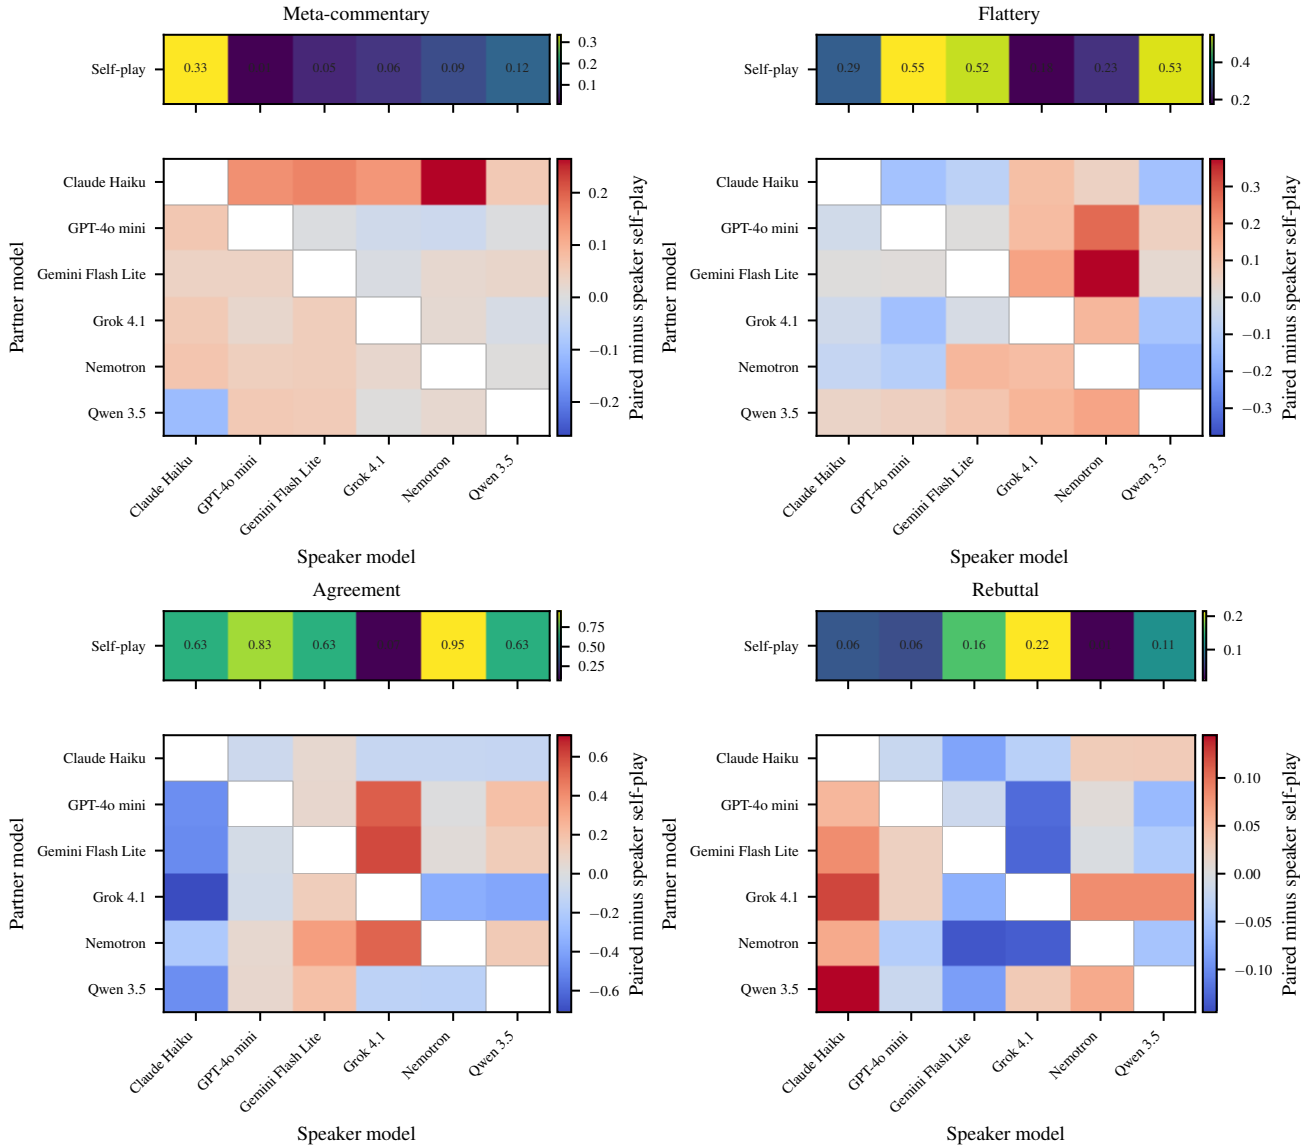 Meta-commentary
Self-play
0.33 0.05 0.06 0.09 0.12
0.3
0.2
0.1
Partner model
Claude Haiku
GPT-4o mini
Gemini Flash Lite
Grok 4.1
Nemotron
Qwen 3.5
Claude Haiku
GPT-4o mini
Gemini Flash Lite
Grok 4.1
Nemotron
Qwen 3.5
Speaker model
0.2
0.1
0.0
−0.1
−0.2
Paired minus speaker self-play
Flattery
Self-play
0.29 0.55 0.52 0.23 0.53
0.4
0.2
Partner model
Claude Haiku
GPT-4o mini
Gemini Flash Lite
Grok 4.1
Nemotron
Qwen 3.5
Claude Haiku
GPT-4o mini
Gemini Flash Lite
Grok 4.1
Nemotron
Qwen 3.5
Speaker model
0.3
0.2
0.1
0.0
−0.1
−0.2
−0.3
Paired minus speaker self-play
Agreement
Self-play
0.63 0.83 0.63 0.95 0.63
0.75
0.50
0.25
Partner model
Claude Haiku
GPT-4o mini
Gemini Flash Lite
Grok 4.1
Nemotron
Qwen 3.5
Claude Haiku
GPT-4o mini
Gemini Flash Lite
Grok 4.1
Nemotron
Qwen 3.5
Speaker model
0.6
0.4
0.2
0.0
−0.2
−0.4
−0.6
Paired minus speaker self-play
Rebuttal
Self-play
0.06 0.06 0.16 0.22 0.11
0.2
0.1
Partner model
Claude Haiku
GPT-4o mini
Gemini Flash Lite
Grok 4.1
Nemotron
Qwen 3.5
Claude Haiku
GPT-4o mini
Gemini Flash Lite
Grok 4.1
Nemotron
Qwen 3.5
Speaker model
0.10
0.05
0.00
−0.05
−0.10
Paired minus speaker self-play